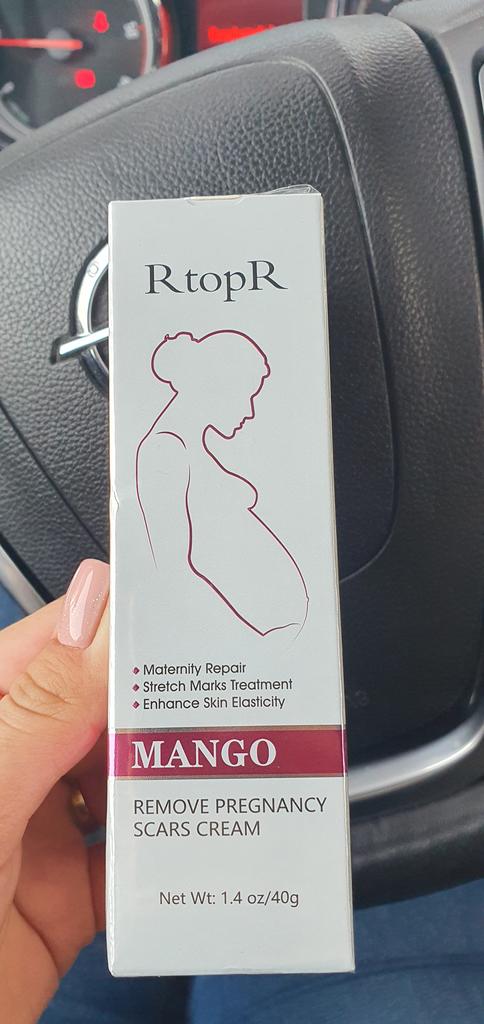 RtopR
Maternity Repair
Stretch Marks Treatment
Enhance Skin Elasticity
MANGO
REMOVE PREGNANCY
SCARS CREAM
Net Wt: 1.4 oz/40g